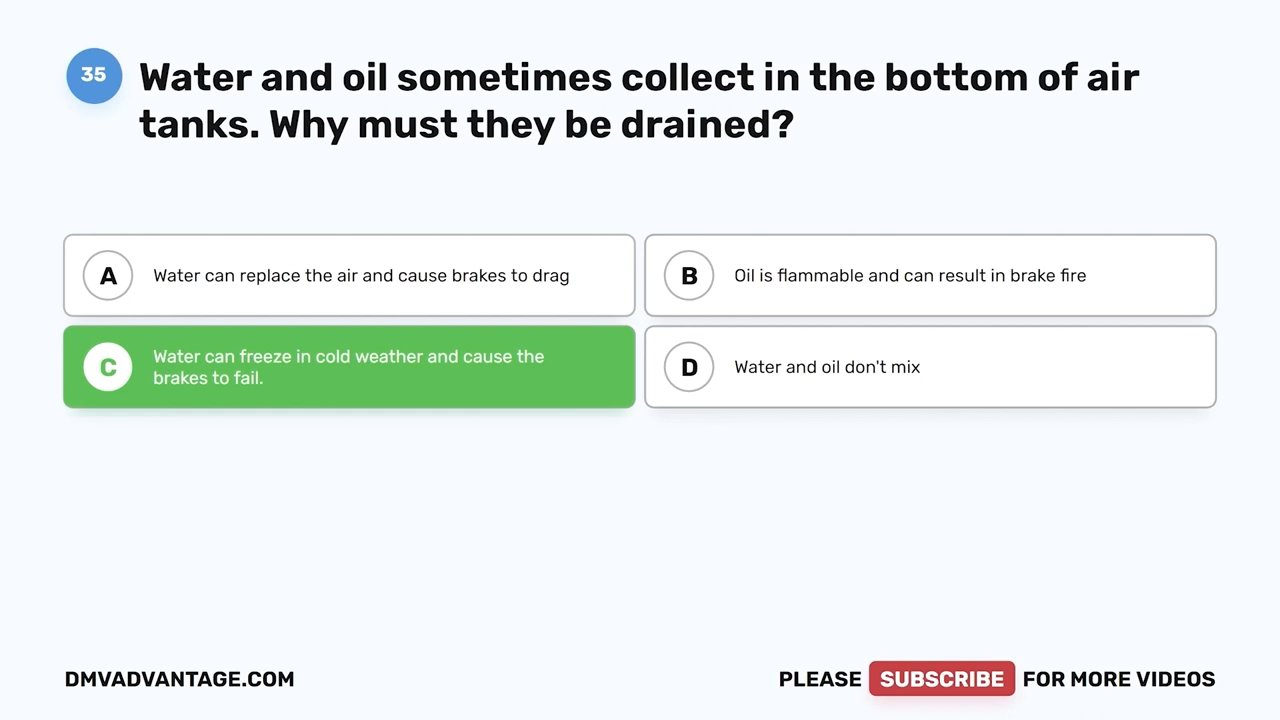 35
Water and oil sometimes collect in the bottom of air
tanks. Why must they be drained?
A
Water can replace the air and cause brakes to drag
B
Oil is flammable and can result in brake fire
C
Water can freeze in cold weather and cause the
brakes to fail.
D
Water and oil don't mix
DMVADVANTAGE.COM
PLEASE SUBSCRIBE FOR MORE VIDEOS